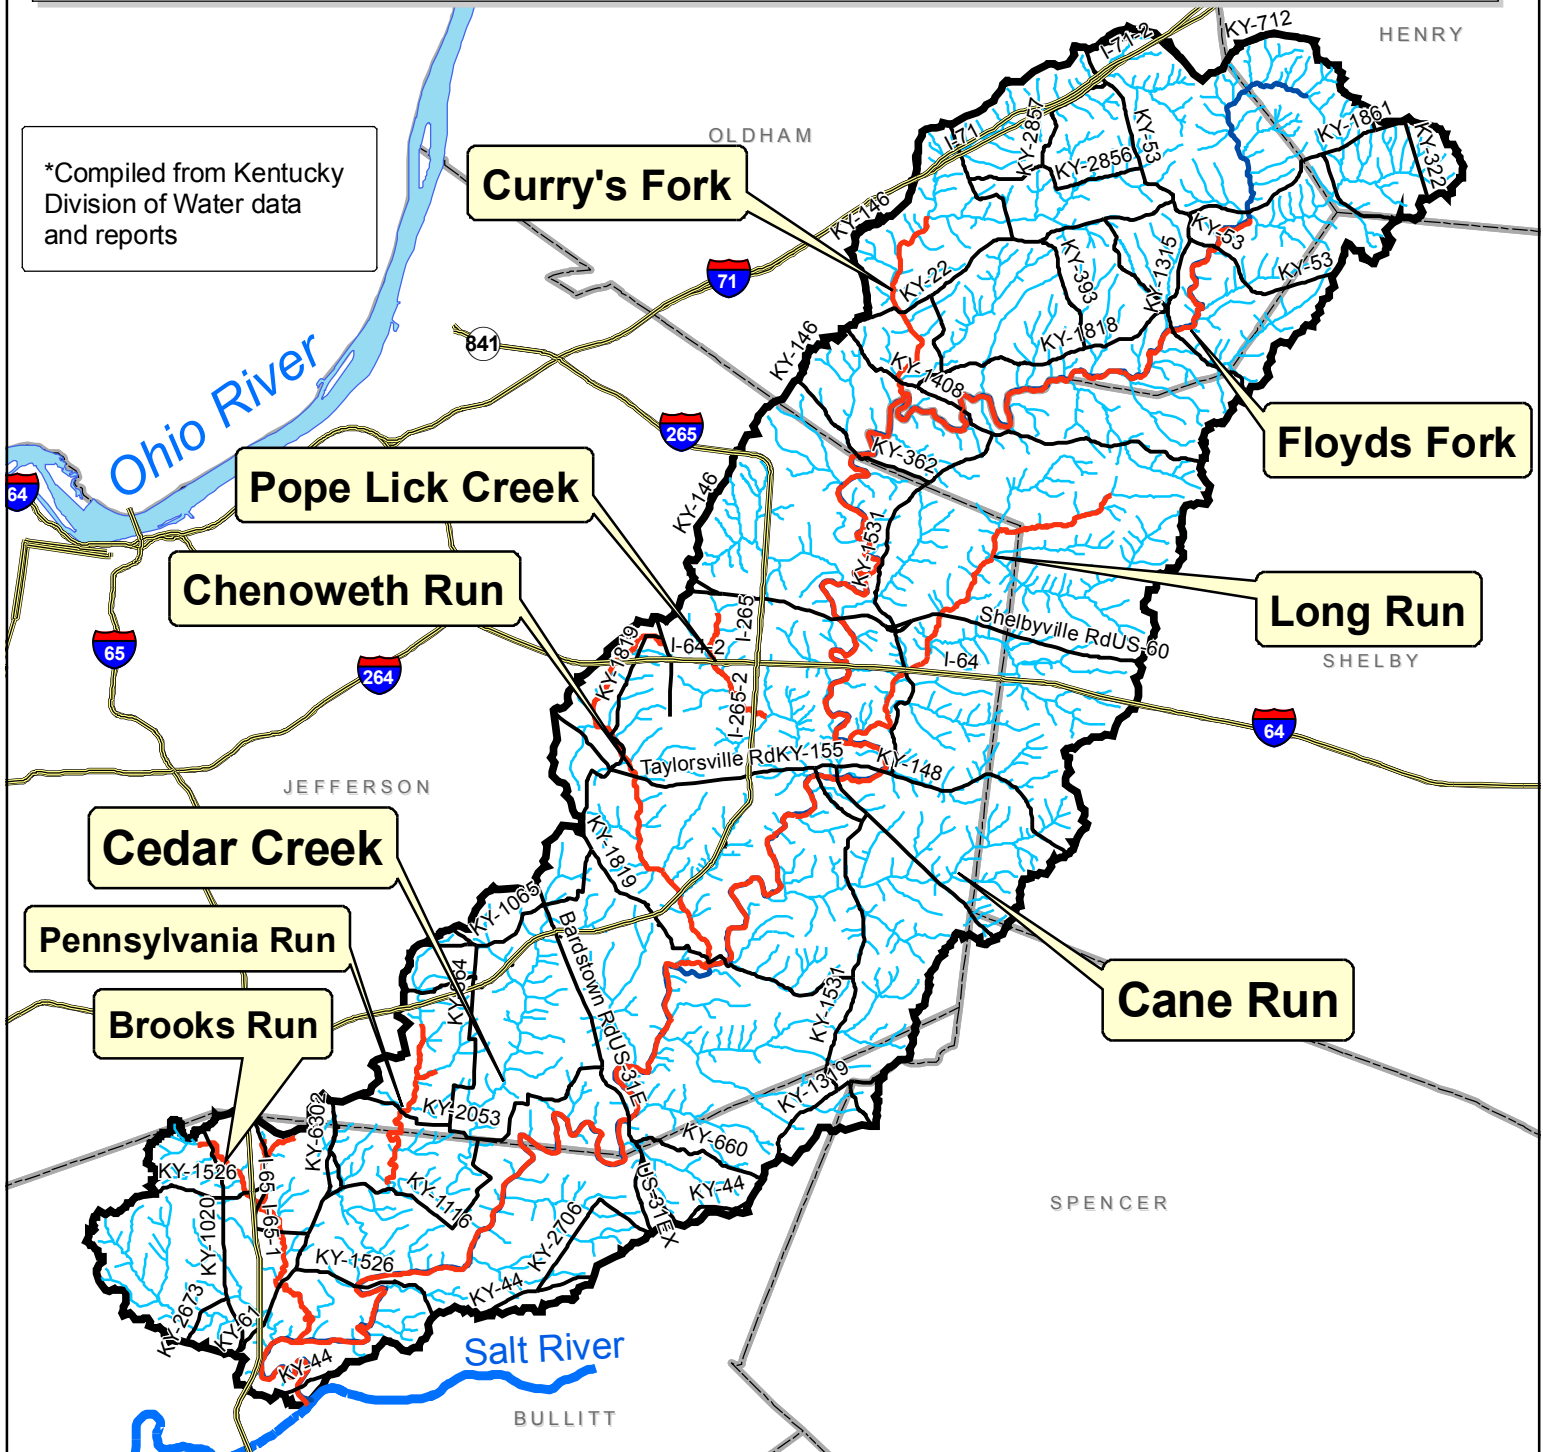 HENRY
KY-712
I-71-2
OLDHAM
*Compiled from Kentucky
Division of Water data
and reports
I-71
KY-2857
KY-53
KY-2856
KY-1861
KY-322
Curry's Fork
KY-146
KY-53
KY-53
KY-22
KY-393
KY-1315
71
841
KY-146
KY-1818
KY-1408
Ohio River
265
Floyds Fork
KY-362
64
Pope Lick Creek
KY-146
KY-1531
Chenoweth Run
Long Run
I-265
Shelbyville RdUS-60
KY-1819
I-64-2
I-64
65
264
SHELBY
I-265-2
64
Taylorsville RdKY-155
KY-148
JEFFERSON
Cedar Creek
KY-1819
KY-1065
Bardstown RdUS-31E
Pennsylvania Run
KY-1531
Cane Run
Brooks Run
KY-1319
KY-6302
KY-2053
KY-660
KY-1526
I-65
I-65-1
KY-1020
KY-1116
KY-44
US-31EX
SPENCER
KY-2706
KY-1526
KY-44
KY-2673
KY-61
KY-44
Salt River
BULLITT